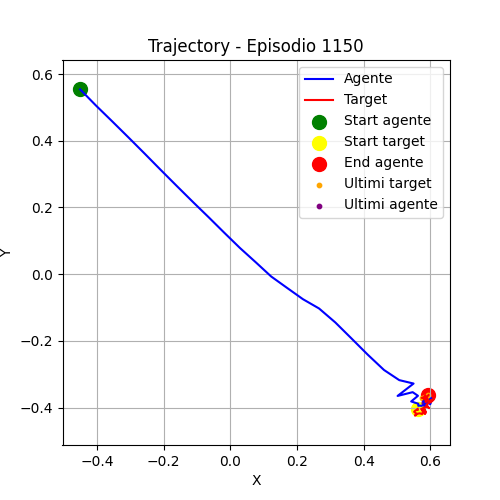 Trajectory - Episodio 1150
Agente
Target
Start agente
Start target
End agente
Ultimi target
Ultimi agente
0.6
0.4
0.2
0.0
−0.2
−0.4
Y
−0.4
−0.2
0.0
0.2
0.4
0.6
X